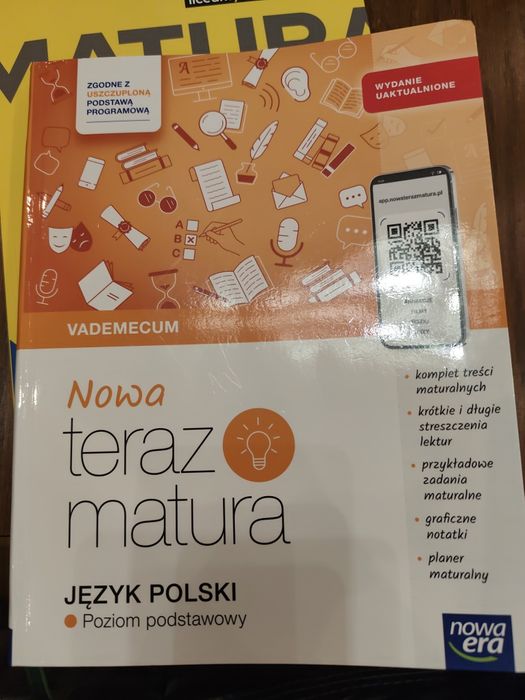 MATURA
ZGODNE Z
USZCZUPLONĄ
PODSTAWĄ
PROGRAMOWĄ
WYDANIE
UAKTUALNIONE
app.nowaterazmatura.pl
A
B
C
VADEMECUM
Nowa
teraz
matura
JĘZYK POLSKI
Poziom podstawowy
• komplet treści
maturalnych
• krótkie i długie
streszczenia
lektur
• przykładowe
zadania
maturalne
• graficzne
notatki
• planer
maturalny
nowa
era